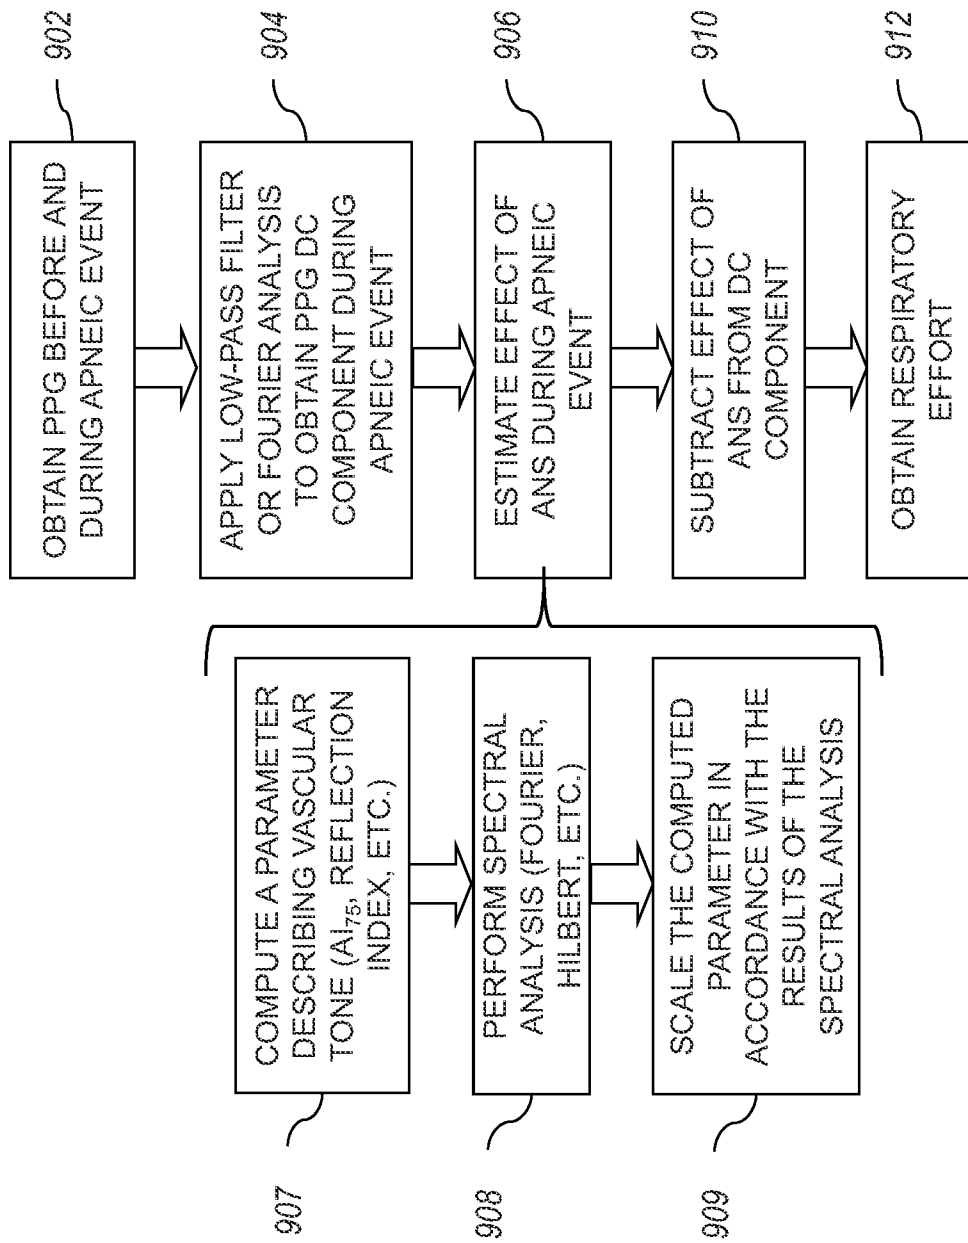 OBTAIN PPG BEFORE AND
DURING APNEIC EVENT
902
APPLY LOW-PASS FILTER
OR FOURIER ANALYSIS
TO OBTAIN PPG DC
COMPONENT DURING
APNEIC EVENT
904
ESTIMATE EFFECT OF
ANS DURING APNEIC
EVENT
906
COMPUTE A PARAMETER
DESCRIBING VASCULAR
TONE (AI₇₅, REFLECTION
INDEX, ETC.)
907
PERFORM SPECTRAL
ANALYSIS (FOURIER,
HILBERT, ETC.)
908
SCALE THE COMPUTED
PARAMETER IN
ACCORDANCE WITH THE
RESULTS OF THE
SPECTRAL ANALYSIS
909
SUBTRACT EFFECT OF
ANS FROM DC
COMPONENT
910
OBTAIN RESPIRATORY
EFFORT
912